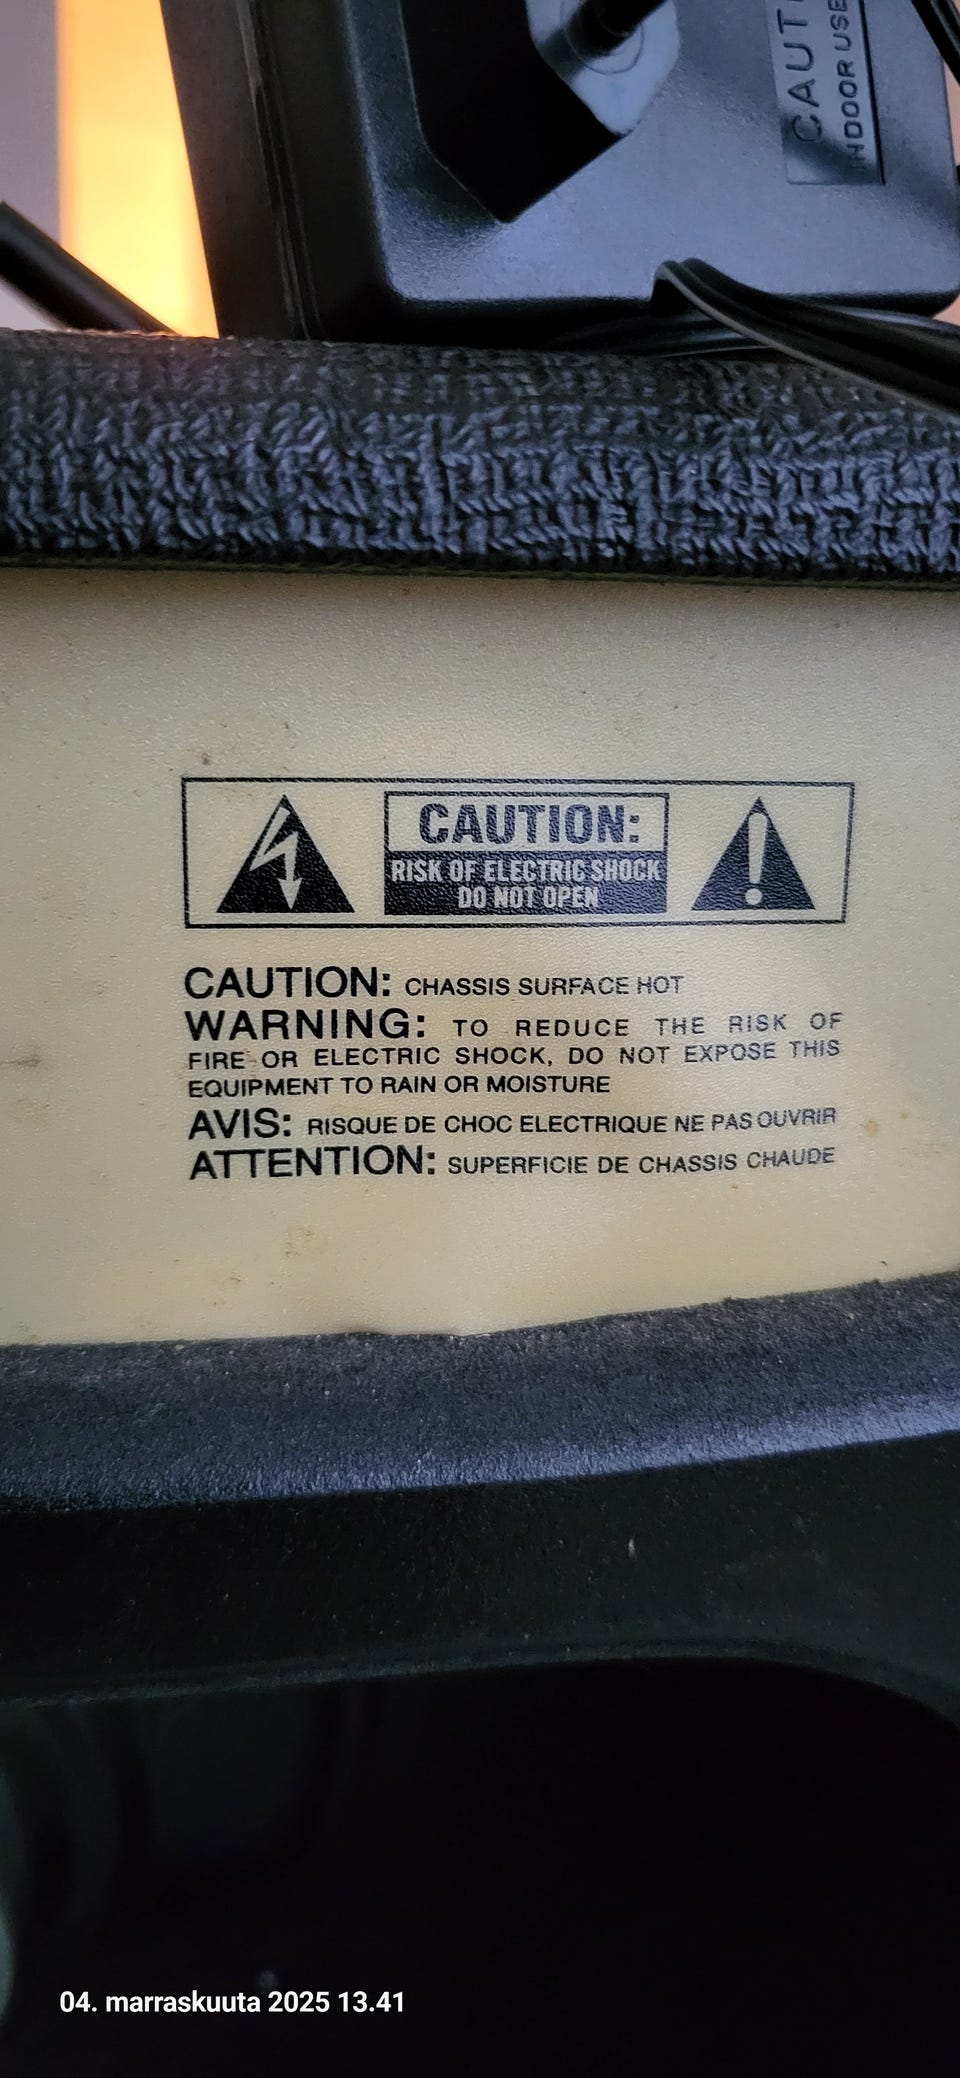 CAUTI
INDOOR USE
CAUTION:
RISK OF ELECTRIC SHOCK
DO NOT OPEN
CAUTION: CHASSIS SURFACE HOT
WARNING: TO REDUCE THE RISK OF
FIRE OR ELECTRIC SHOCK, DO NOT EXPOSE THIS
EQUIPMENT TO RAIN OR MOISTURE
AVIS: RISQUE DE CHOC ELECTRIQUE NE PAS OUVRIR
ATTENTION: SUPERFICIE DE CHASSIS CHAUDE
04. marraskuuta 2025 13.41